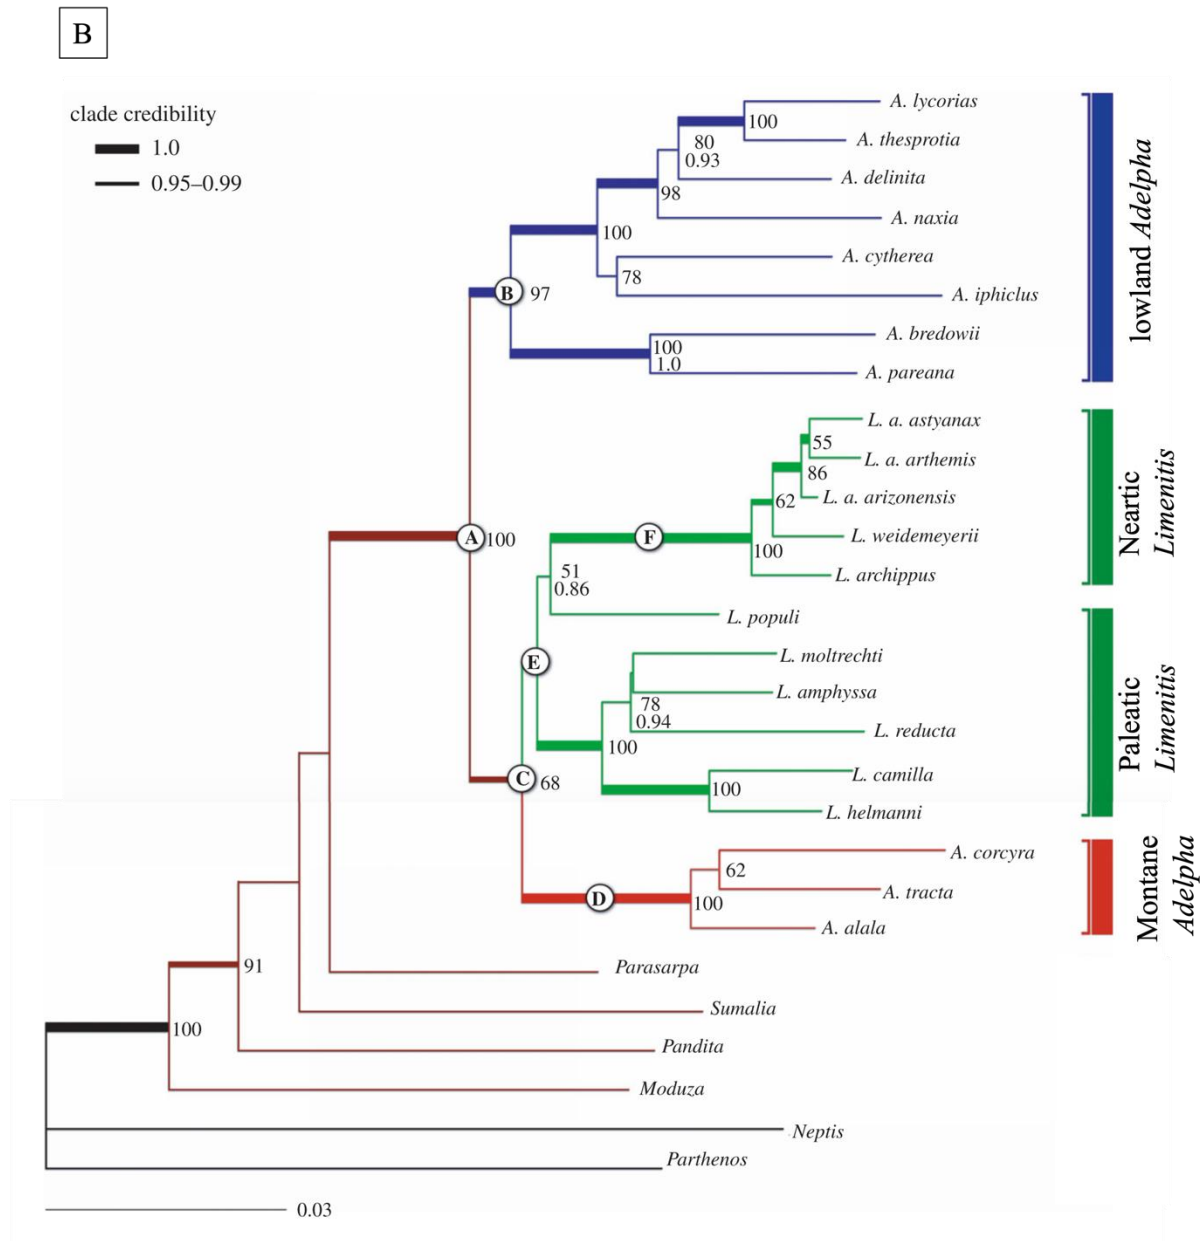 B
clade credibility
1.0
0.95–0.99
A. lycorias
100
A. thesprotia
80
0.93
A. delinita
98
A. naxia
100
A. cytherea
78
A. iphiclus
B 97
A. bredowii
100
1.0
A. pareana
lowland Adelpha
L. a. astyanax
55
L. a. arthemis
86
L. a. arizonensis
62
L. weidemeyerii
F
100
L. archippus
Neartic
Limenitis
A 100
51
0.86
L. populi
E
L. moltrechti
L. amphyssa
78
0.94
L. reducta
100
L. camilla
100
L. helmanni
Paleatic
Limenitis
C 68
A. corcyra
62
A. tracta
D
100
A. alala
Montane
Adelpha
Parasarpa
91
Sumalia
100
Pandita
Moduza
Neptis
Parthenos
0.03